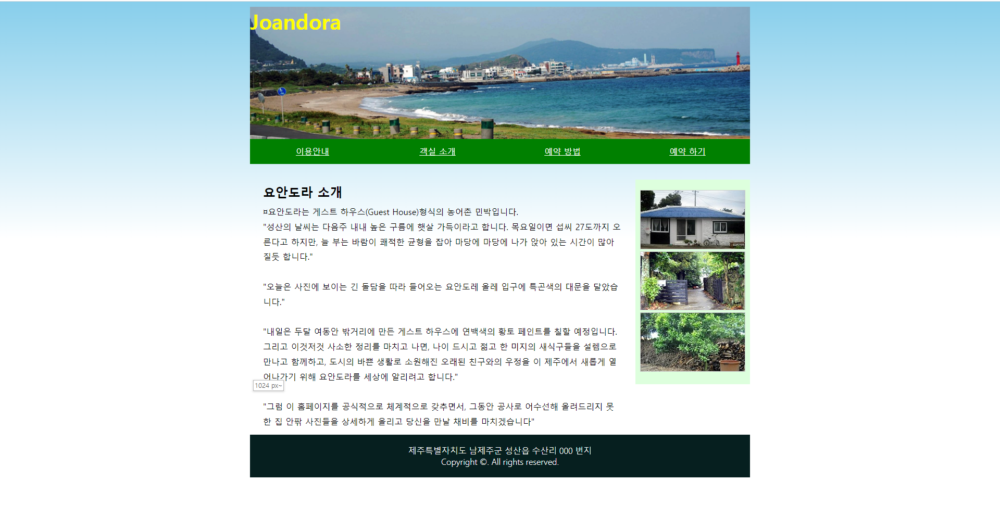 Joandora
이용안내 객실 소개 예약 방법 예약 하기
요안도라 소개
¤요안도라는 게스트 하우스(Guest House)형식의 농어촌 민박입니다.
"성산의 날씨는 다음주 내내 높은 구름에 햇살 가득이라고 합니다. 목요일이면 섭씨 27도까지 오
른다고 하지만, 늘 부는 바람이 쾌적한 균형을 잡아 마당에 마당에 나가 앉아 있는 시간이 많아
질듯 합니다."
"오늘은 사진에 보이는 긴 돌담을 따라 들어오는 요안도레 올레 입구에 특곤색의 대문을 달았습
니다."
"내일은 두달 여동안 밖거리에 만든 게스트 하우스에 연백색의 황토 페인트를 칠할 예정입니다.
그리고 이것저것 사소한 정리를 마치고 나면, 나이 드시고 젊고 한 미지의 새식구들을 설렘으로
만나고 함께하고, 도시의 바쁜 생활로 소원해진 오래된 친구와의 우정을 이 제주에서 새롭게 열
어나가기 위해 요안도라를 세상에 알리려고 합니다."
1024 px~
"그럼 이 홈페이지를 공식적으로 체계적으로 갖추면서, 그동안 공사로 어수선해 올려드리지 못
한 집 안팎 사진들을 상세하게 올리고 당신을 만날 채비를 마치겠습니다"
제주특별자치도 남제주군 성산읍 수산리 000 번지
Copyright ©. All rights reserved.